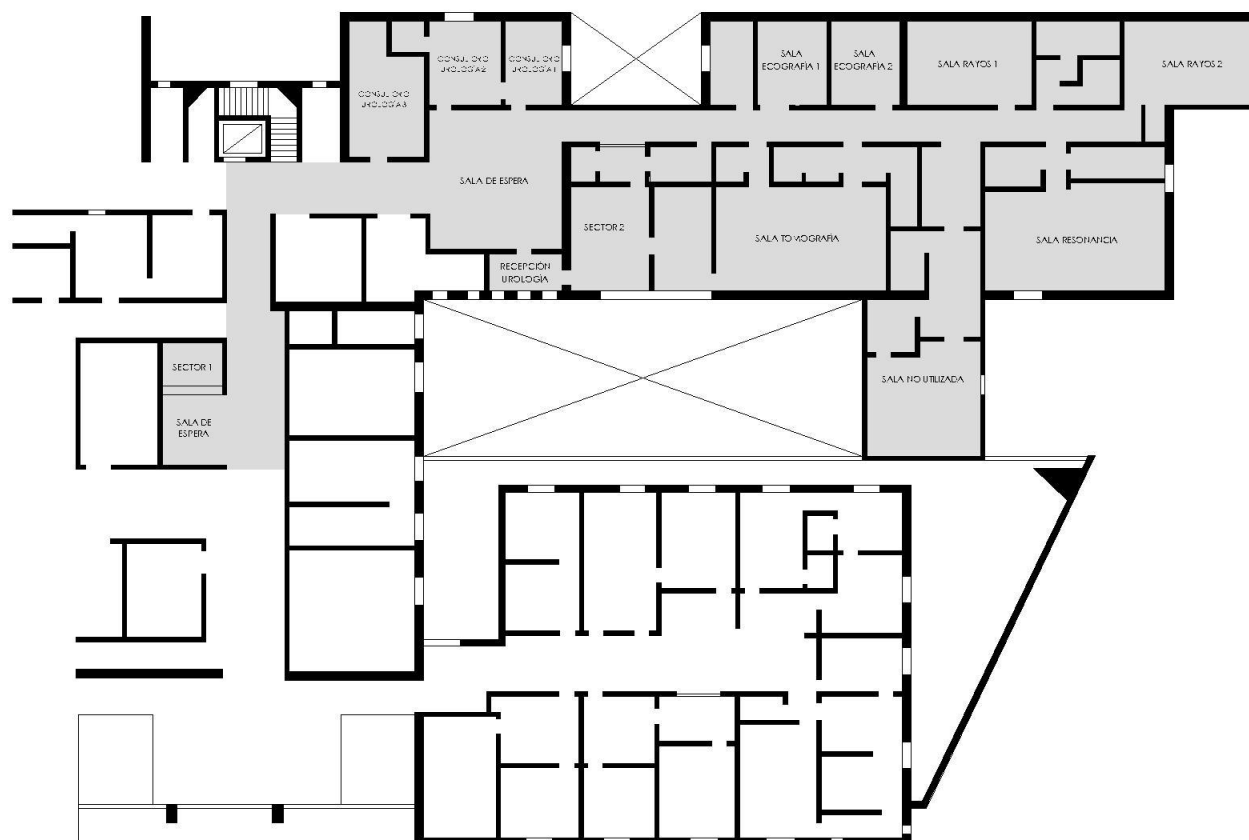 CONSULTORIO
UROLOGÍA 2
CONSULTORIO
UROLOGÍA 1
CONSULTORIO
UROLOGÍA 3
SALA
ECOGRAFÍA 1
SALA
ECOGRAFÍA 2
SALA RAYOS 1
SALA RAYOS 2
SALA DE ESPERA
SECTOR 2
SALA TOMOGRAFÍA
SALA RESONANCIA
RECEPCIÓN
UROLOGÍA
SECTOR 1
SALA DE
ESPERA
SALA NO UTILIZADA